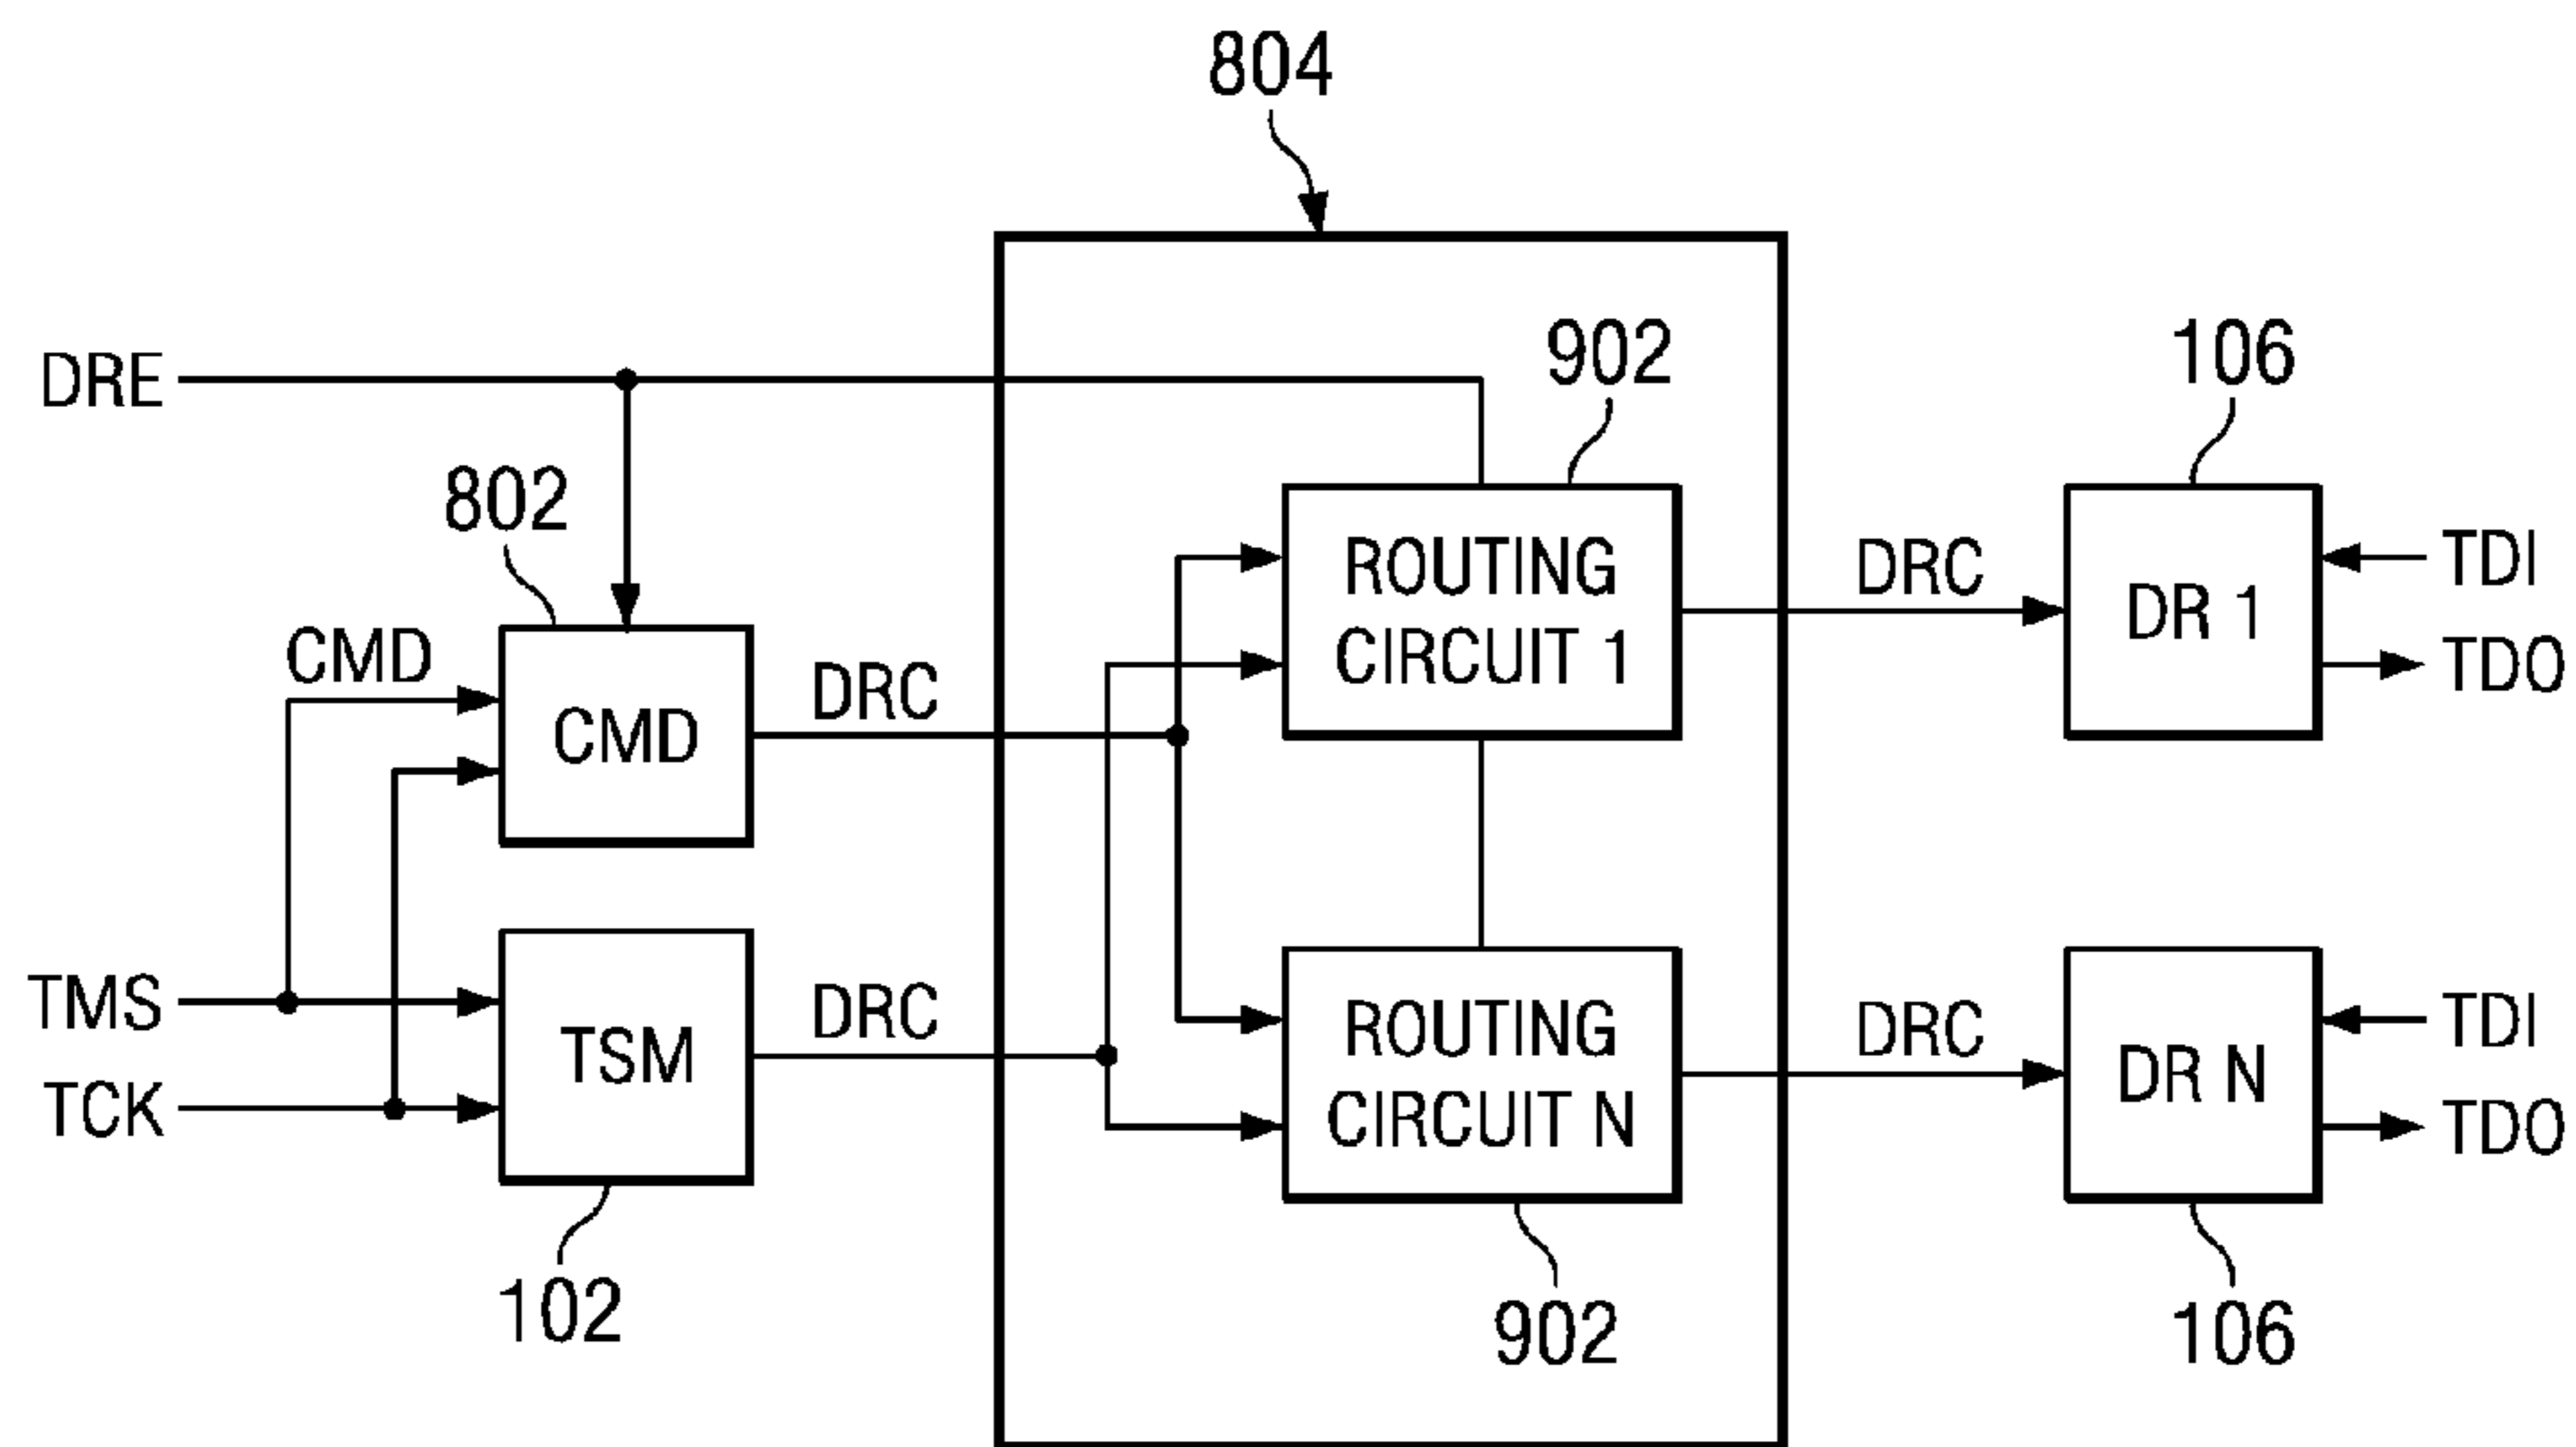 804
DRE
902
106
802
CMD
CMD
DRC
ROUTING
CIRCUIT 1
DRC
DR 1
TDI
TDO
TMS
TCK
TSM
DRC
ROUTING
CIRCUIT N
DRC
DR N
TDI
TDO
102
902
106